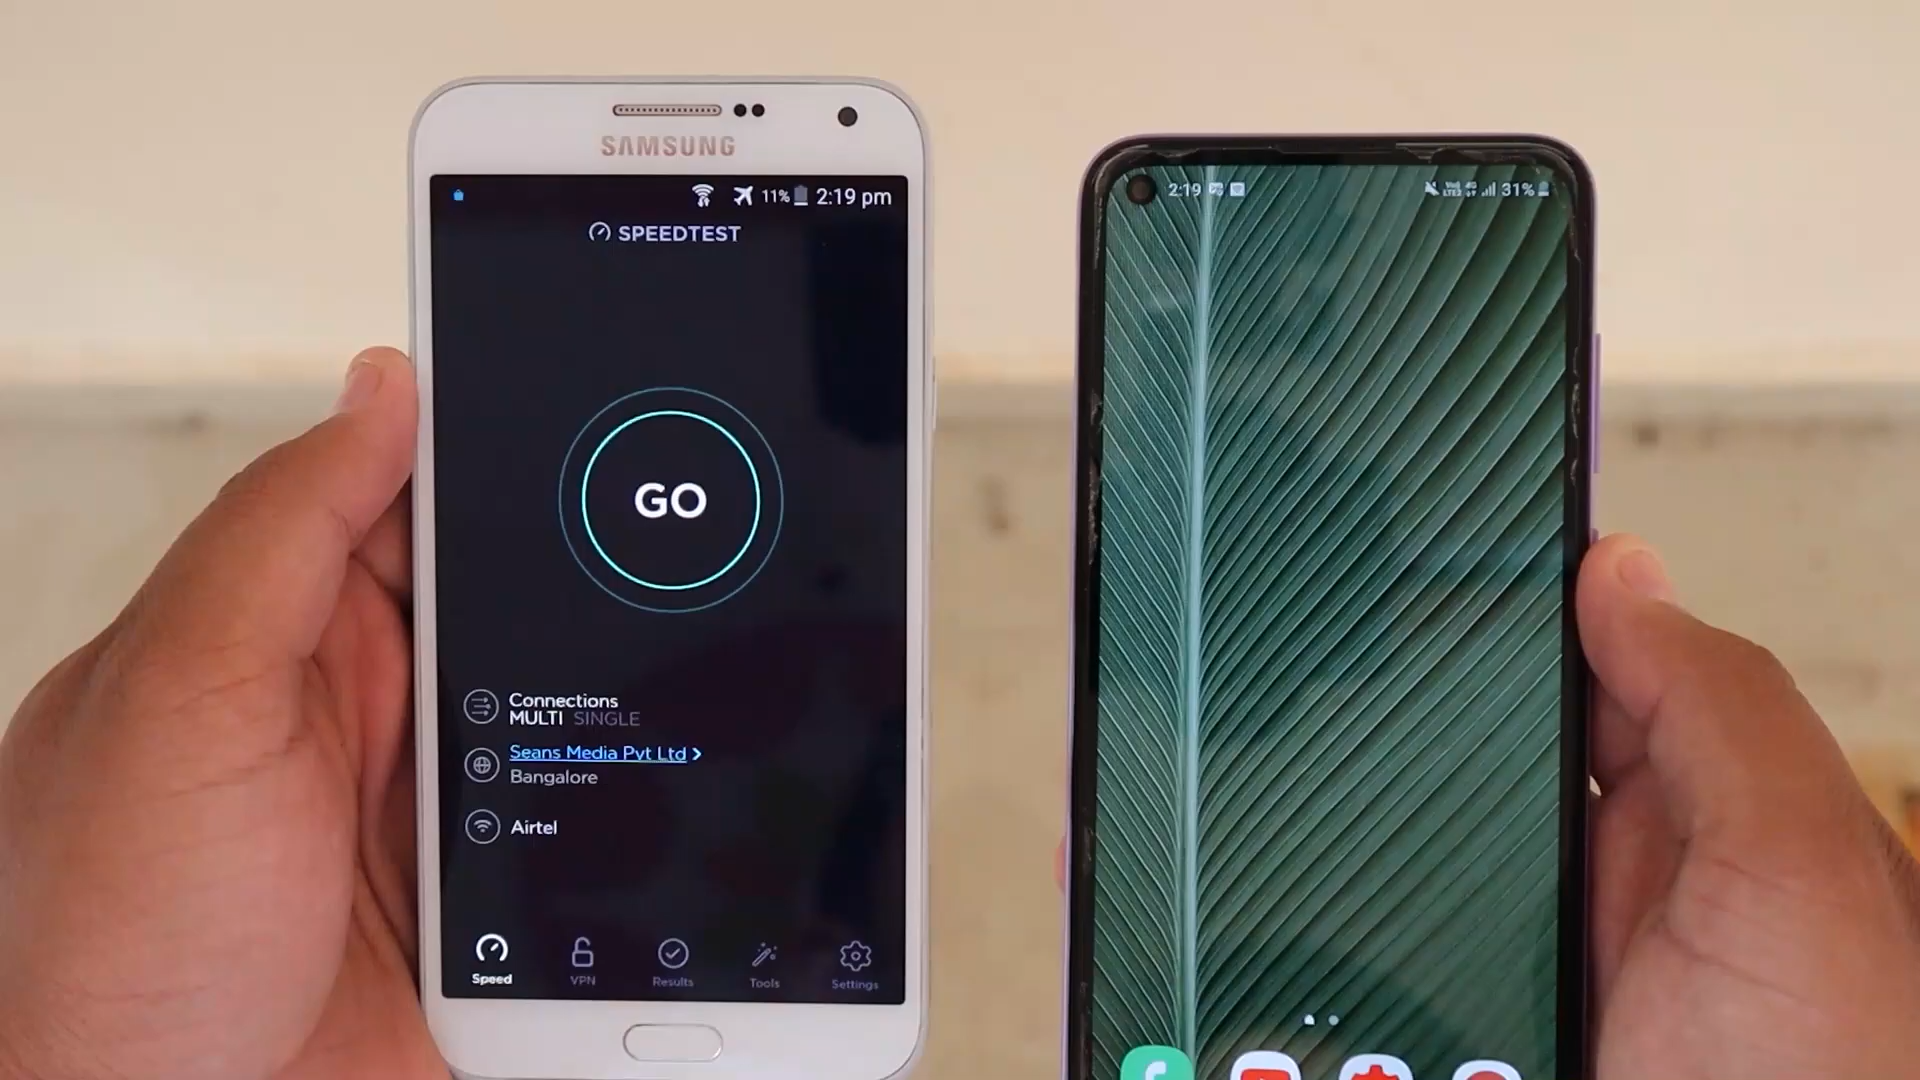 SAMSUNG
11% 2:19 pm
SPEEDTEST
GO
Connections
MULTI SINGLE
Seans Media Pvt Ltd >
Bangalore
Airtel
Speed VPN Results Tools Settings
2:19
31%